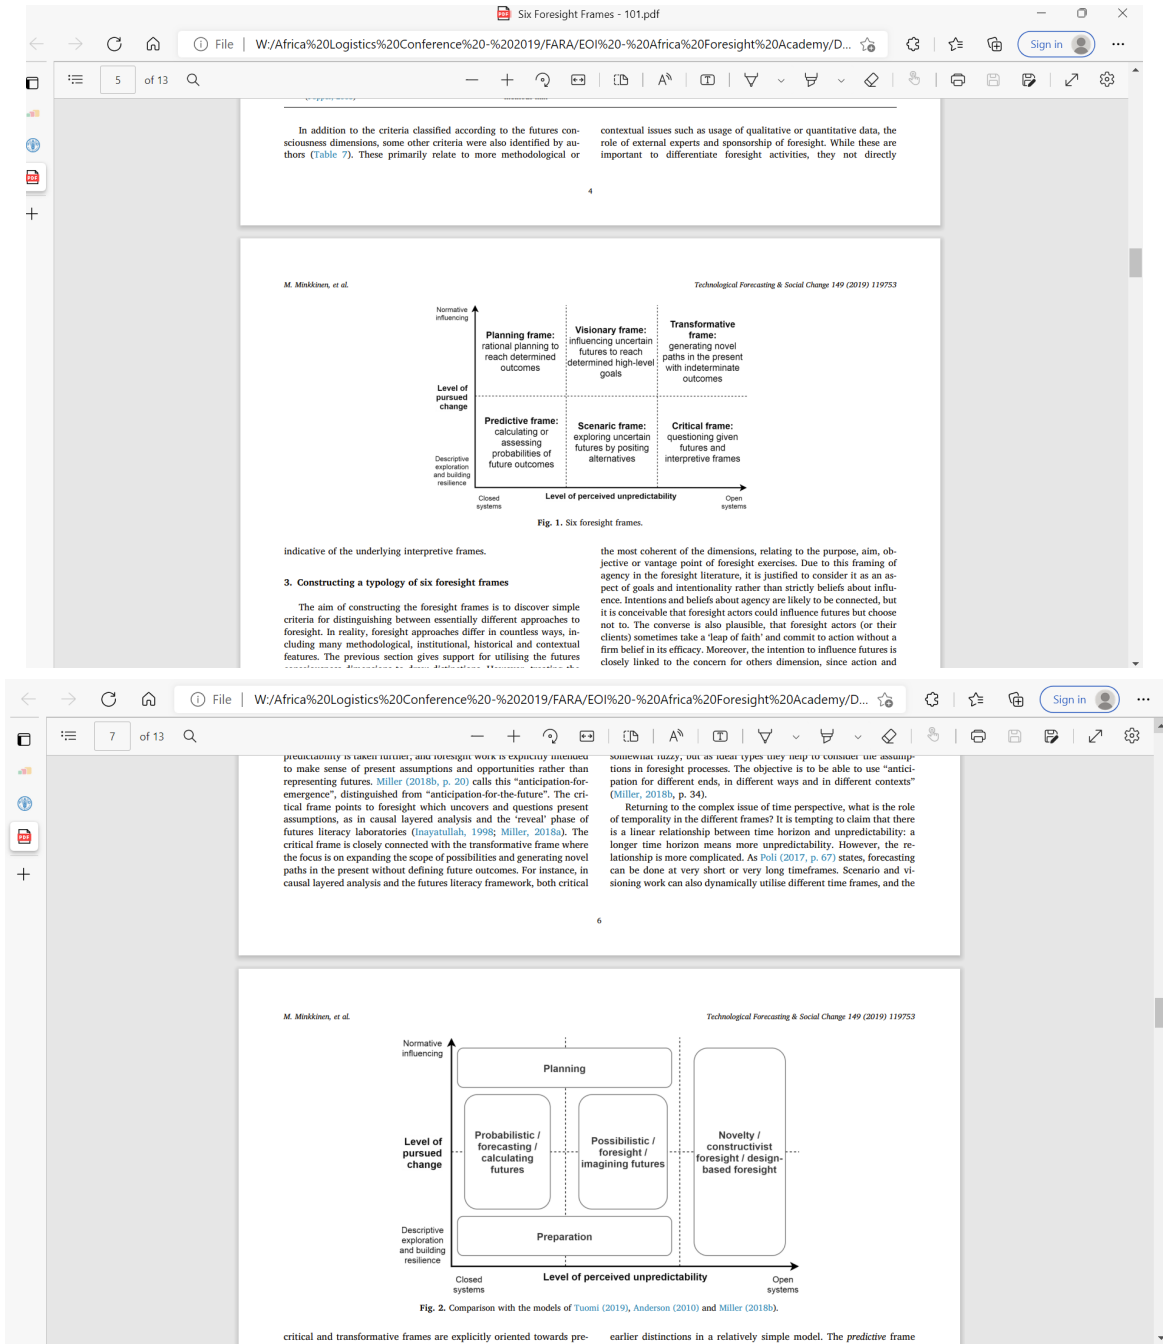 Six Foresight Frames - 101.pdf
File | W:/Africa%20Logistics%20Conference%20-%202019/FARA/EOI%20-%20Africa%20Foresight%20Academy/D...
Sign in
5 of 13
In addition to the criteria classified according to the futures con-
sciousness dimensions, some other criteria were also identified by au-
thors (Table 7). These primarily relate to more methodological or
contextual issues such as usage of qualitative or quantitative data, the
role of external experts and sponsorship of foresight. While these are
important to differentiate foresight activities, they not directly
4
M. Minkkinen, et al.
Technological Forecasting & Social Change 149 (2019) 119753
Normative
influencing
Planning frame:
rational planning to
reach determined
outcomes
Visionary frame:
influencing uncertain
futures to reach
determined high-level
goals
Transformative
frame:
generating novel
paths in the present
with indeterminate
outcomes
Level of
pursued
change
Predictive frame:
calculating or
assessing
probabilities of
future outcomes
Scenaric frame:
exploring uncertain
futures by positing
alternatives
Critical frame:
questioning given
futures and
interpretive frames
Descriptive
exploration
and building
resilience
Closed
systems
Level of perceived unpredictability
Open
systems
Fig. 1. Six foresight frames.
indicative of the underlying interpretive frames.
3. Constructing a typology of six foresight frames
The aim of constructing the foresight frames is to discover simple
criteria for distinguishing between essentially different approaches to
foresight. In reality, foresight approaches differ in countless ways, in-
cluding many methodological, institutional, historical and contextual
features. The previous section gives support for utilising the futures
the most coherent of the dimensions, relating to the purpose, aim, ob-
jective or vantage point of foresight exercises. Due to this framing of
agency in the foresight literature, it is justified to consider it as an as-
pect of goals and intentionality rather than strictly beliefs about influ-
ence. Intentions and beliefs about agency are likely to be connected, but
it is conceivable that foresight actors could influence futures but choose
not to. The converse is also plausible, that foresight actors (or their
clients) sometimes take a 'leap of faith' and commit to action without a
firm belief in its efficacy. Moreover, the intention to influence futures is
closely linked to the concern for others dimension, since action and
File | W:/Africa%20Logistics%20Conference%20-%202019/FARA/EOI%20-%20Africa%20Foresight%20Academy/D...
Sign in
7 of 13
predictability is taken further, and foresight work is explicitly intended
to make sense of present assumptions and opportunities rather than
representing futures. Miller (2018b, p. 20) calls this "anticipation-for-
emergence", distinguished from "anticipation-for-the-future". The cri-
tical frame points to foresight which uncovers and questions present
assumptions, as in causal layered analysis and the 'reveal' phase of
futures literacy laboratories (Inayatullah, 1998; Miller, 2018a). The
critical frame is closely connected with the transformative frame where
the focus is on expanding the scope of possibilities and generating novel
paths in the present without defining future outcomes. For instance, in
causal layered analysis and the futures literacy framework, both critical
somewhat fuzzy, but as ideal types they help to consider the assump-
tions in foresight processes. The objective is to be able to use "antici-
pation for different ends, in different ways and in different contexts"
(Miller, 2018b, p. 34).
Returning to the complex issue of time perspective, what is the role
of temporality in the different frames? It is tempting to claim that there
is a linear relationship between time horizon and unpredictability: a
longer time horizon means more unpredictability. However, the re-
lationship is more complicated. As Poli (2017, p. 67) states, forecasting
can be done at very short or very long timeframes. Scenario and vi-
sioning work can also dynamically utilise different time frames, and the
6
M. Minkkinen, et al.
Technological Forecasting & Social Change 149 (2019) 119753
Normative
influencing
Planning
Level of
pursued
change
Probabilistic /
forecasting /
calculating
futures
Possibilistic /
foresight /
imagining futures
Novelty /
constructivist
foresight / design-
based foresight
Descriptive
exploration
and building
resilience
Preparation
Closed
systems
Level of perceived unpredictability
Open
systems
Fig. 2. Comparison with the models of Tuomi (2019), Anderson (2010) and Miller (2018b).
critical and transformative frames are explicitly oriented towards pre-
earlier distinctions in a relatively simple model. The predictive frame